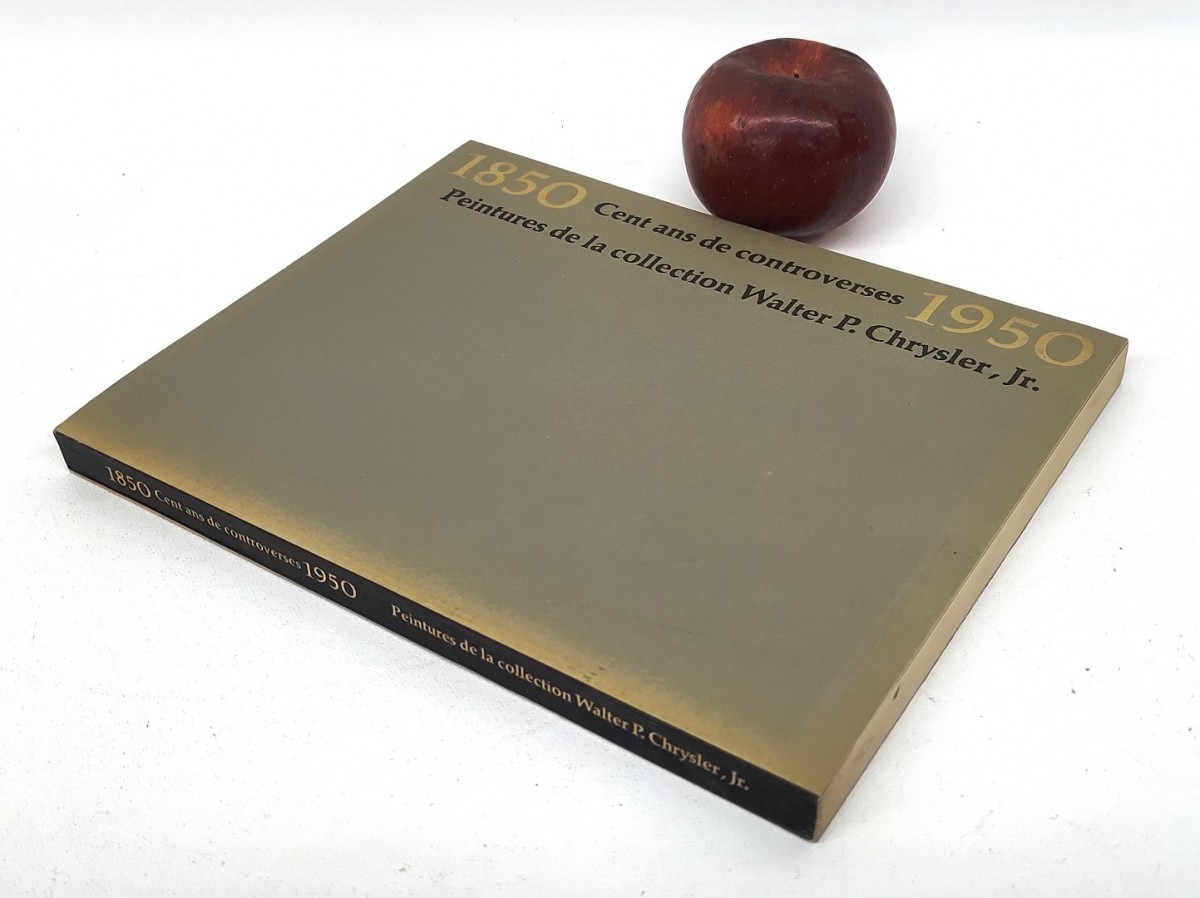 1850 Cent ans de controverses 1950
Peintures de la collection Walter P. Chrysler, Jr.
1850 Cent ans de controverses 1950 Peintures de la collection Walter P. Chrysler, Jr.